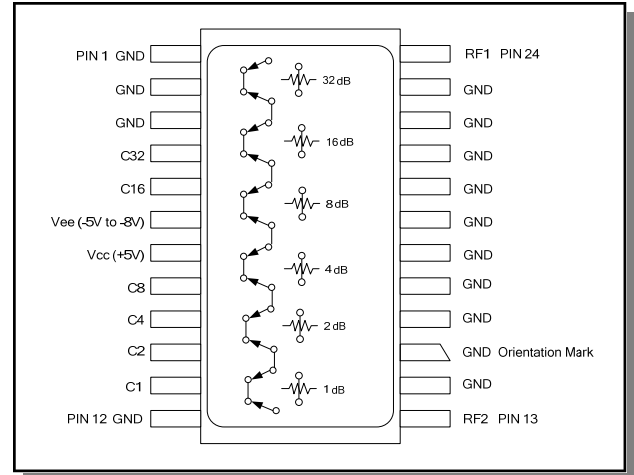 PIN 1 GND
GND
GND
C32
C16
Vee (-5V to -8V)
Vcc (+5V)
C8
C4
C2
C1
PIN 12 GND
32 dB
16 dB
8 dB
4 dB
2 dB
1 dB
RF1 PIN 24
GND
GND
GND
GND
GND
GND
GND
GND
GND Orientation Mark
GND
RF2 PIN 13